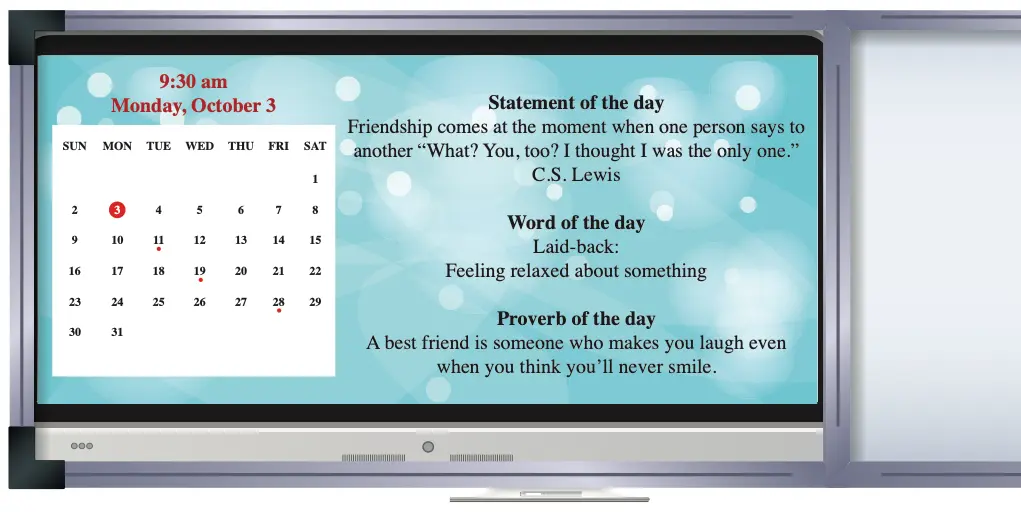 9:30 am
Monday, October 3
SUN MON TUE WED THU FRI SAT
1
2 3 4 5 6 7 8
9 10 11 12 13 14 15
16 17 18 19 20 21 22
23 24 25 26 27 28 29
30 31
Statement of the day
Friendship comes at the moment when one person says to
another “What? You, too? I thought I was the only one.”
C.S. Lewis
Word of the day
Laid-back:
Feeling relaxed about something
Proverb of the day
A best friend is someone who makes you laugh even
when you think you’ll never smile.